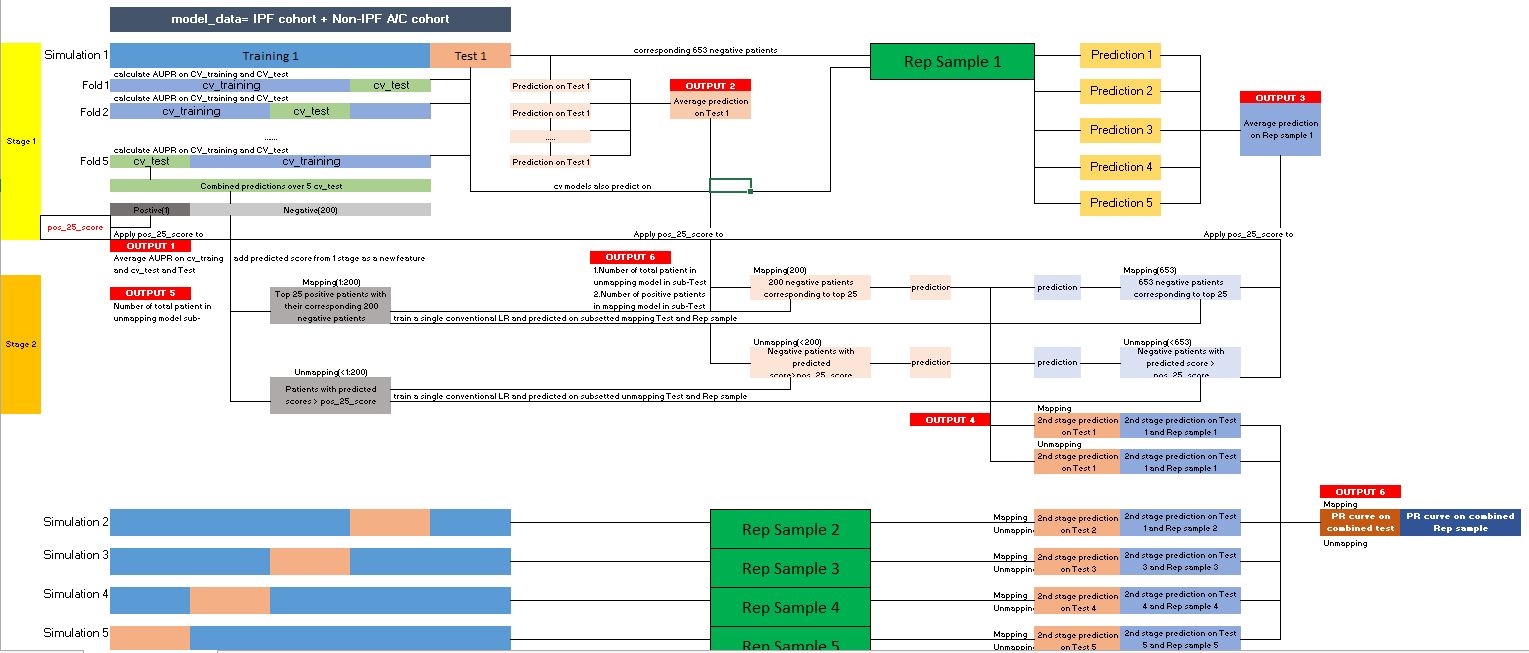 model_data= IPF cohort + Non-IPF A/C cohort
Simulation 1
Training 1
Test 1
corresponding 653 negative patients
Rep Sample 1
Prediction 1
Prediction 2
Prediction 3
Prediction 4
Prediction 5
Stage 1
calculate AUPR on CV_training and CV_test
Fold 1
cv_training
cv_test
calculate AUPR on CV_training and CV_test
Fold 2
cv_training
cv_test
......
calculate AUPR on CV_training and CV_test
Fold 5
cv_test
cv_training
Combined predictions over 5 cv_test
Postive(1)
Negative(200)
pos_25_score
Prediction on Test 1
Prediction on Test 1
.....
Prediction on Test 1
OUTPUT 2
Average prediction
on Test 1
cv models also predict on
OUTPUT 3
Average prediction
on Rep sample 1
Apply pos_25_score to
Apply pos_25_score to
Apply pos_25_score to
OUTPUT 1
Average AUPR on cv_traing
and cv_test and Test
add predicted score from 1 stage as a new feature
OUTPUT 5
Number of total patient in
unmapping model sub-
OUTPUT 6
1.Number of total patient in
unmapping model in sub-Test
2.Number of positive patients
in mapping model in sub-Test
Stage 2
Mapping(1:200)
Top 25 positive patients with
their corresponding 200
negative patients
Mapping(200)
200 negative patients
corresponding to top 25
prediction
prediction
Mapping(653)
653 negative patients
corresponding to top 25
train a single conventional LR and predicted on subsetted mapping Test and Rep sample
Unmapping(<200)
Negative patients with
predicted
score>pos_25_score
prediction
prediction
Unmapping(<653)
Negative patients with
predicted score >
pos_25_score
Unmapping(<1:200)
Patients with predicted
scores > pos_25_score
train a single conventional LR and predicted on subsetted unmapping Test and Rep sample
OUTPUT 4
Mapping
2nd stage prediction
on Test 1
2nd stage prediction on Test
1 and Rep sample 1
Unmapping
2nd stage prediction
on Test 1
2nd stage prediction on Test
1 and Rep sample 1
OUTPUT 6
Mapping
PR curve on
combined test
PR curve on combined
Rep sample
Unmapping
Simulation 2
Rep Sample 2
Mapping
Unmappin
2nd stage prediction
on Test 2
2nd stage prediction on Test
1 and Rep sample 2
Simulation 3
Rep Sample 3
Mapping
Unmappin
2nd stage prediction
on Test 3
2nd stage prediction on Test
3 and Rep sample 3
Simulation 4
Rep Sample 4
Mapping
Unmappin
2nd stage prediction
on Test 4
2nd stage prediction on Test
4 and Rep sample 4
Simulation 5
Rep Sample 5
Mapping
Unmappin
2nd stage prediction
on Test 5
2nd stage prediction on Test
5 and Rep sample 5